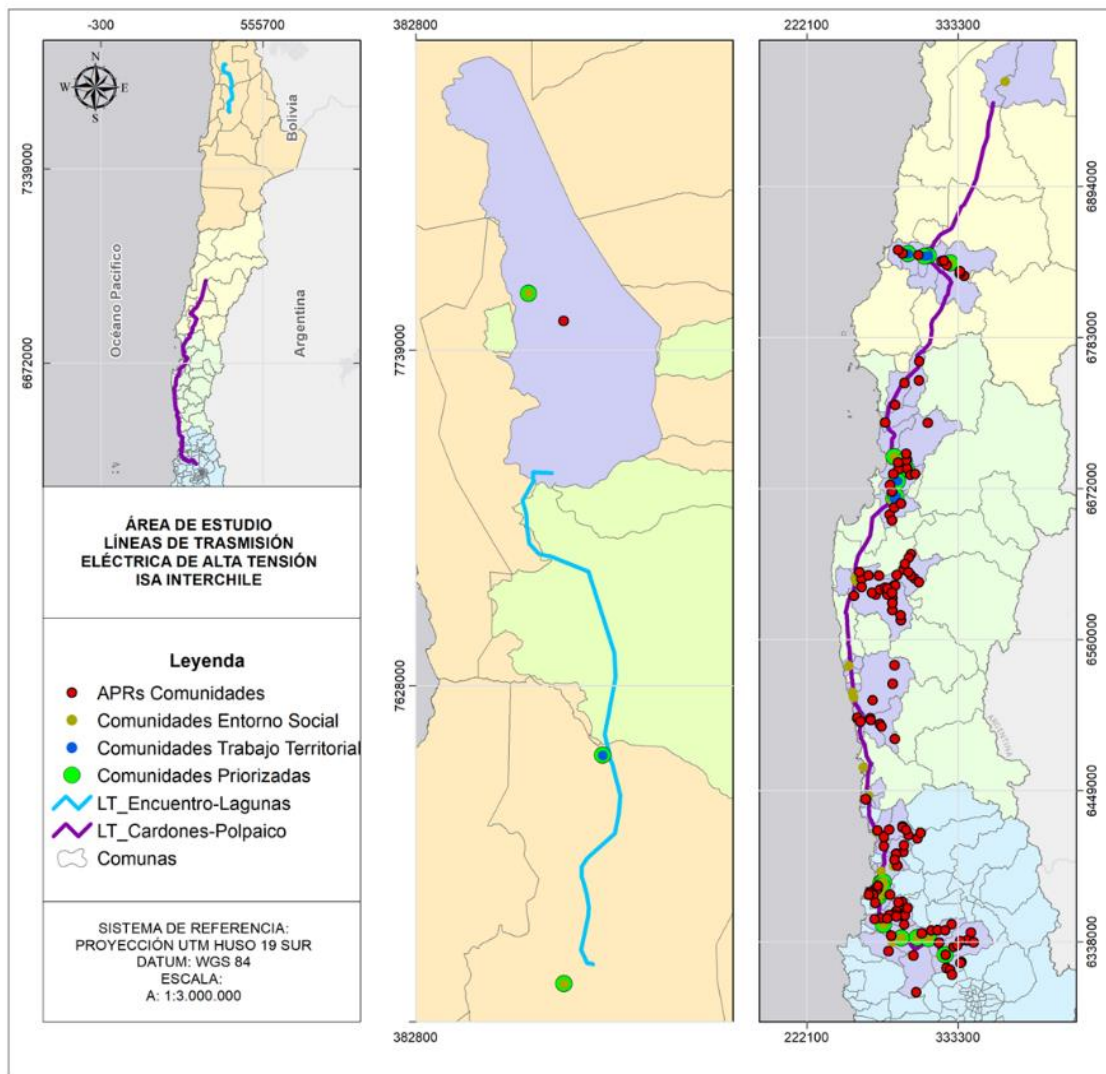 -300
555700
382800
222100
333300
N
W
E
S
Bolivia
7339000
Océano Pacífico
Argentina
6672000
ÁREA DE ESTUDIO
LÍNEAS DE TRASMISIÓN
ELÉCTRICA DE ALTA TENSIÓN
ISA INTERCHILE
Leyenda
APRs Comunidades
Comunidades Entorno Social
Comunidades Trabajo Territorial
Comunidades Priorizadas
LT_Encuentro-Lagunas
LT_Cardones-Polpaico
Comunas
SISTEMA DE REFERENCIA:
PROYECCIÓN UTM HUSO 19 SUR
DATUM: WGS 84
ESCALA:
A: 1:3.000.000
7739000
7628000
382800
6894000
6783000
6672000
6560000
ARGENTINA
6449000
6338000
222100
333300